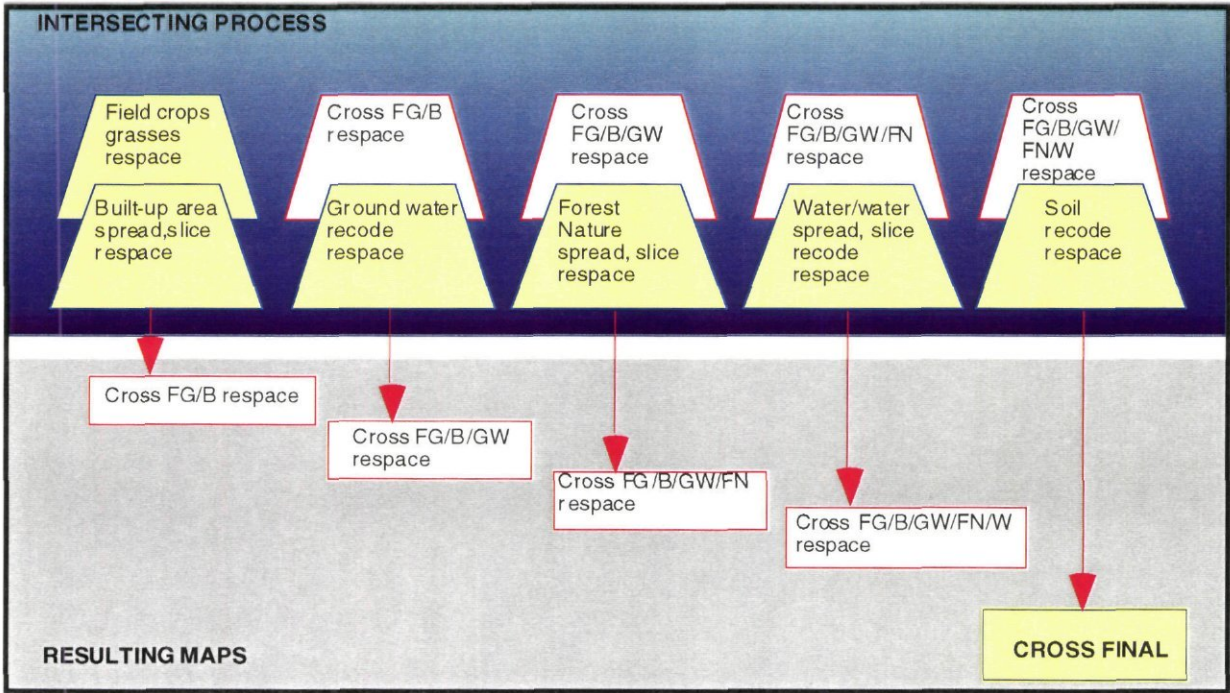 INTERSECTING PROCESS
Field crops
grasses
respace
Built-up area
spread,slice
respace
Cross FG/B
respace
Ground water
recode
respace
Cross
FG/B/GW
respace
Forest
Nature
spread, slice
respace
Cross
FG/B/GW/FN
respace
Water/water
spread, slice
recode
respace
Cross
FG/B/GW/
FN/W
respace
Soil
recode
respace
Cross FG/B respace
Cross FG/B/GW
respace
Cross FG/B/GW/FN
respace
Cross FG/B/GW/FN/W
respace
CROSS FINAL
RESULTING MAPS